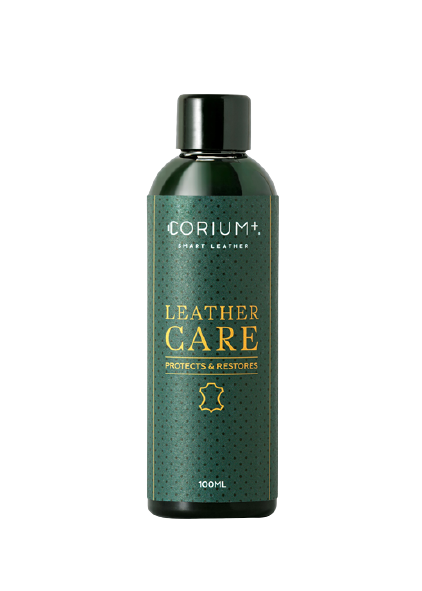 CORIUM+
SMART LEATHER
LEATHER
CARE
PROTECTS & RESTORES
100ML